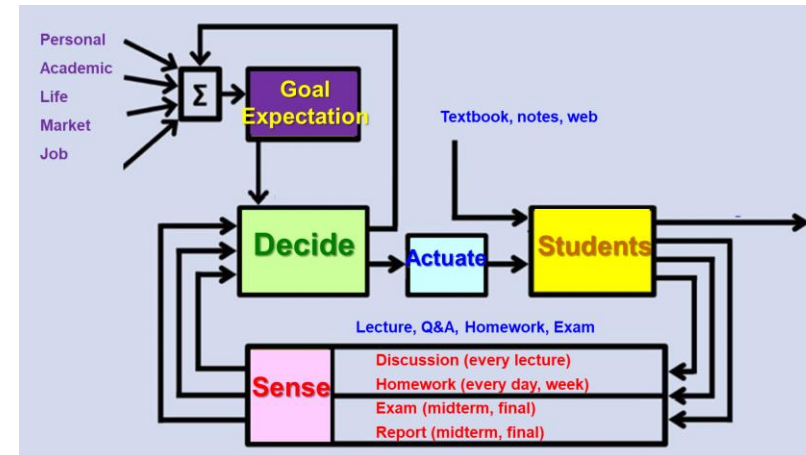 Personal
Academic
Life
Market
Job
Σ
Goal
Expectation
Textbook, notes, web
Decide
Actuate
Students
Lecture, Q&A, Homework, Exam
Sense
Discussion (every lecture)
Homework (every day, week)
Exam (midterm, final)
Report (midterm, final)